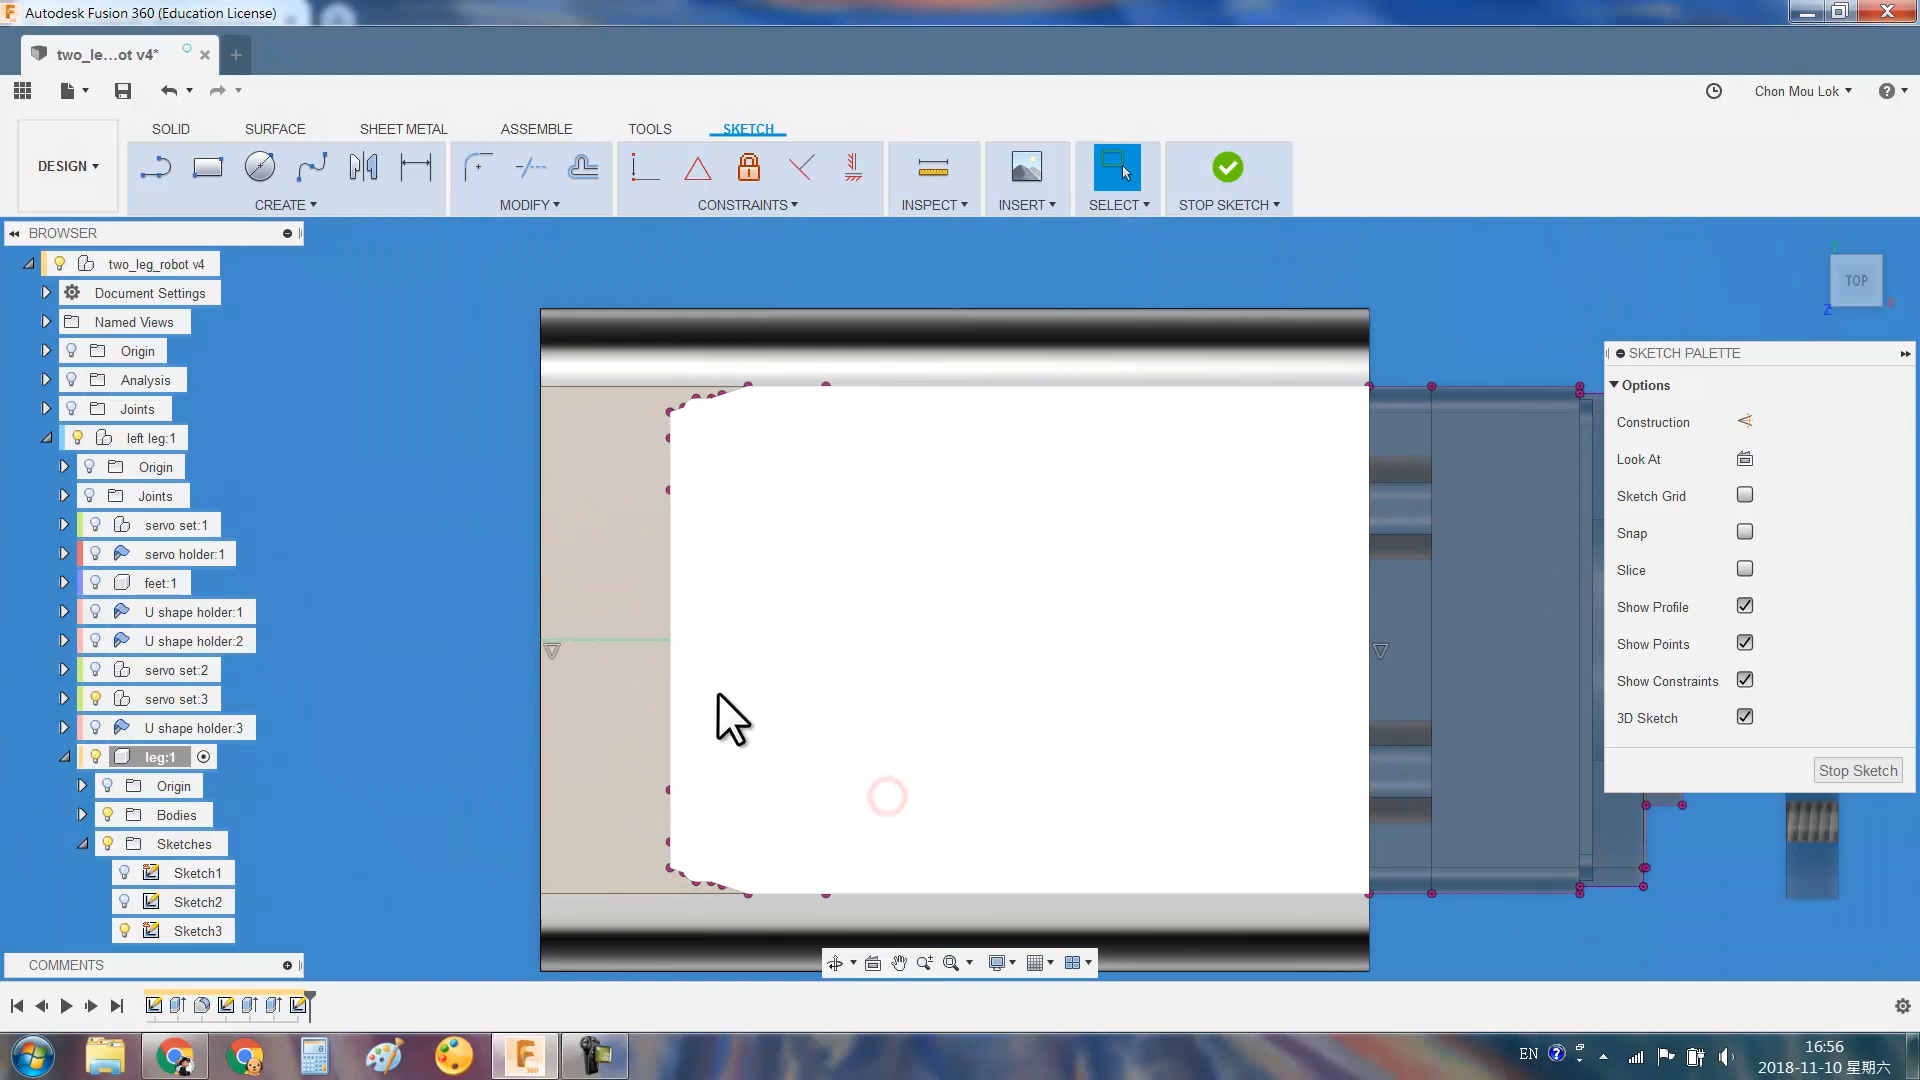 Autodesk Fusion 360 (Education License)
two_le...ot v4*
Chon Mou Lok
SOLID SURFACE SHEET METAL ASSEMBLE TOOLS SKETCH
DESIGN
CREATE MODIFY CONSTRAINTS INSPECT INSERT SELECT STOP SKETCH
BROWSER
two_leg_robot v4
Document Settings
Named Views
Origin
Analysis
Joints
left leg:1
Origin
Joints
servo set:1
servo holder:1
feet:1
U shape holder:1
U shape holder:2
servo set:2
servo set:3
U shape holder:3
leg:1
Origin
Bodies
Sketches
Sketch1
Sketch2
Sketch3
COMMENTS
TOP
X
Z
SKETCH PALETTE
Options
Construction
Look At
Sketch Grid
Snap
Slice
Show Profile
Show Points
Show Constraints
3D Sketch
Stop Sketch
360
EN
16:56
2018-11-10 星期六